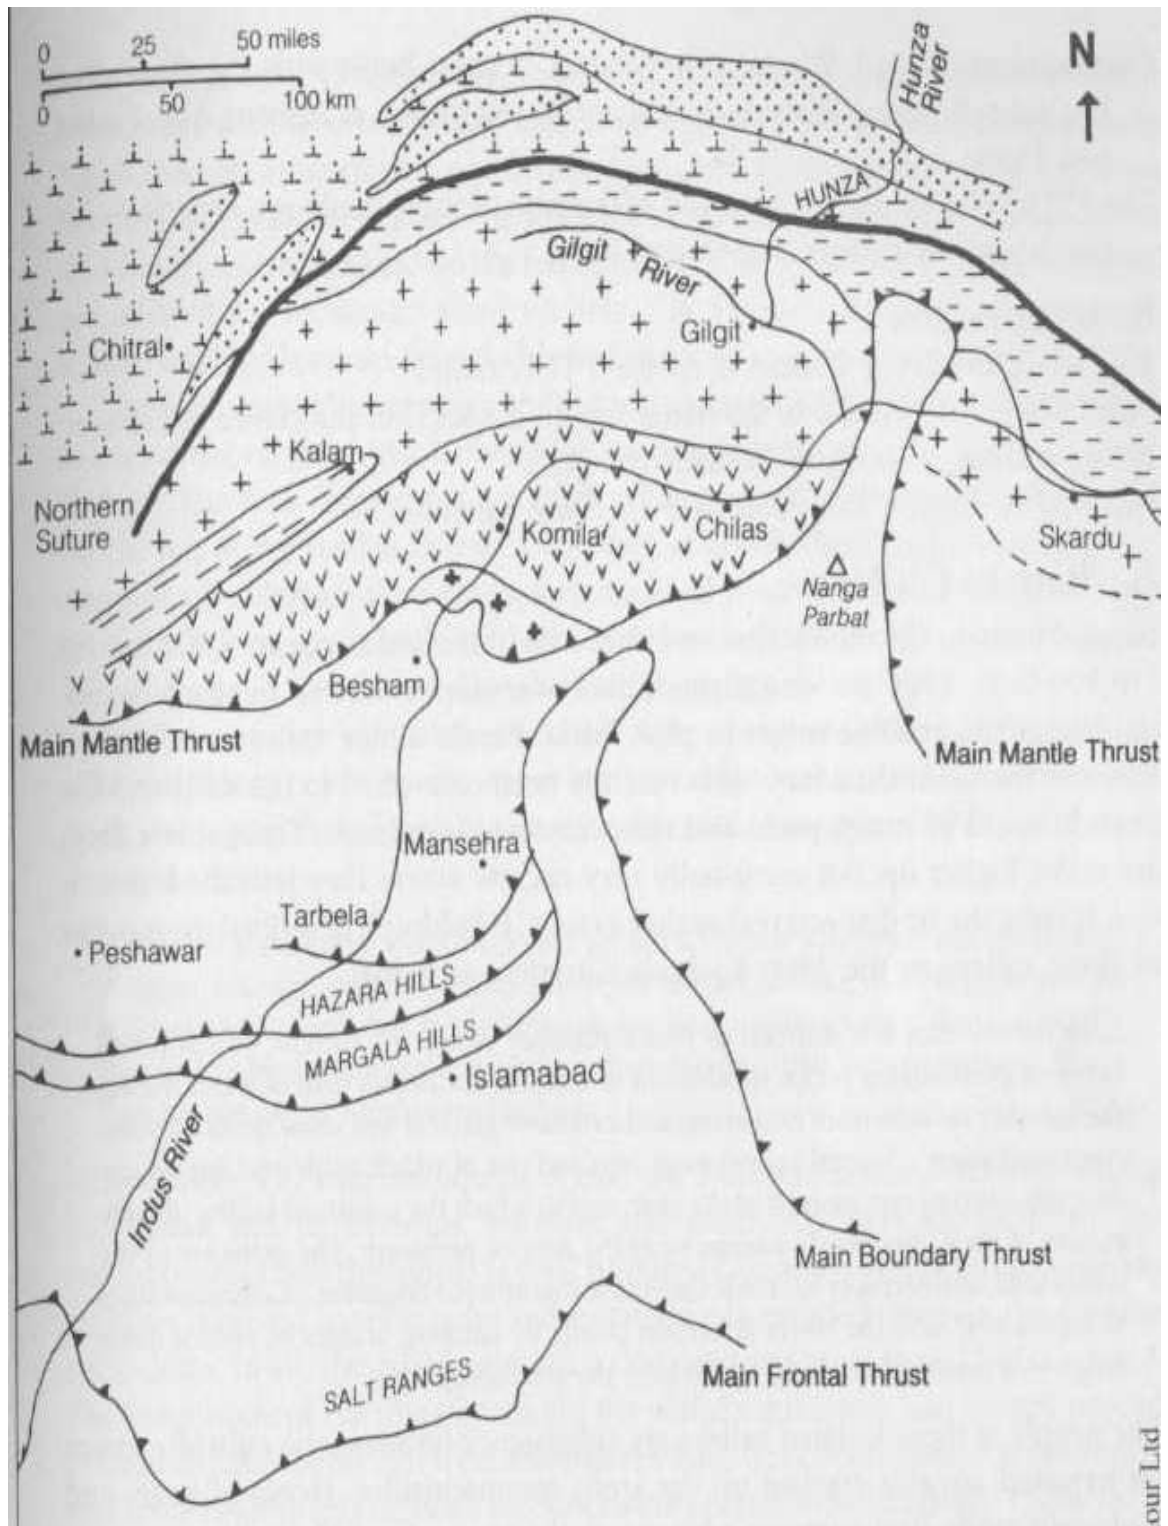 0 25 50 miles
0 50 100 km
N
Hunza
River
HUNZA
Gilgit
River
Gilgit
Chitral
Kalam
Northern
Suture
Komila
Chilas
Skardu
Nanga
Parbat
Besham
Main Mantle Thrust
Main Mantle Thrust
Mansehra
Tarbela
Peshawar
HAZARA HILLS
MARGALA HILLS
Islamabad
Indus River
Main Boundary Thrust
SALT RANGES
Main Frontal Thrust
our Ltd